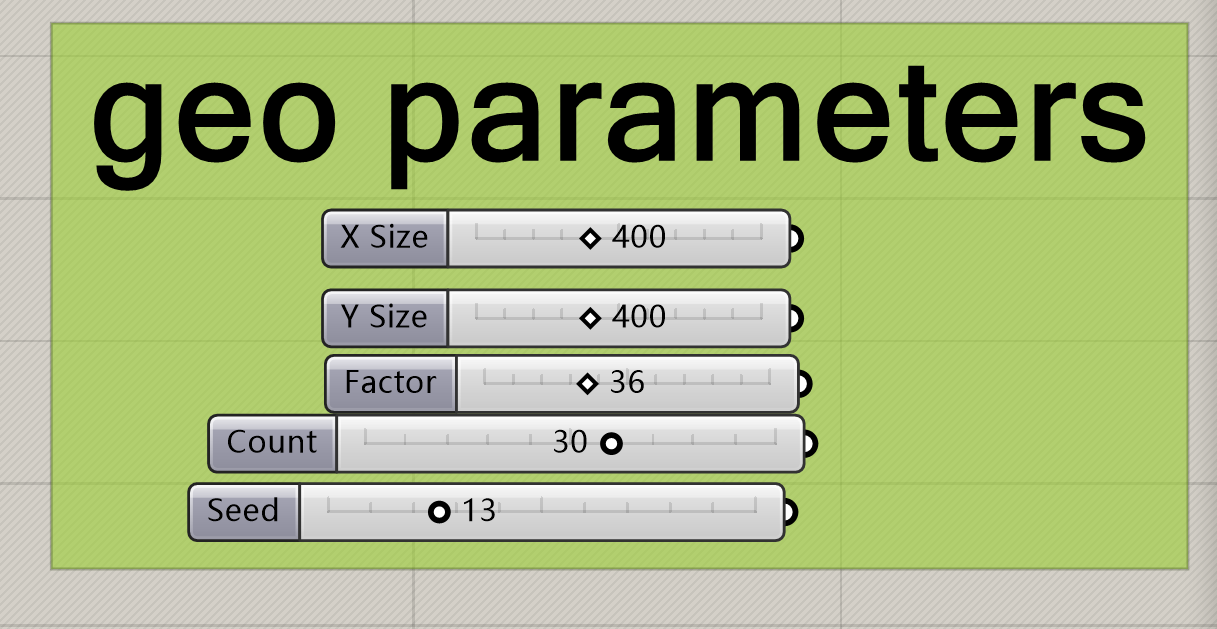 geo parameters
X Size 400
Y Size 400
Factor 36
Count 30
Seed 13